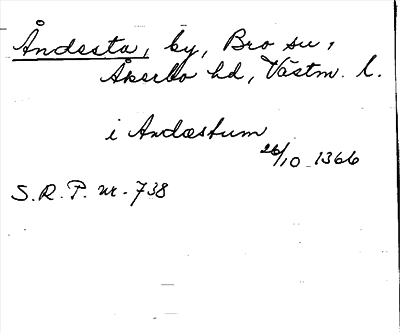 Åndesta, by, Bro sn,
Åkerbo hd, Västm. l.
i Andæstum
26/10 1366
S.R.P. nr. 738